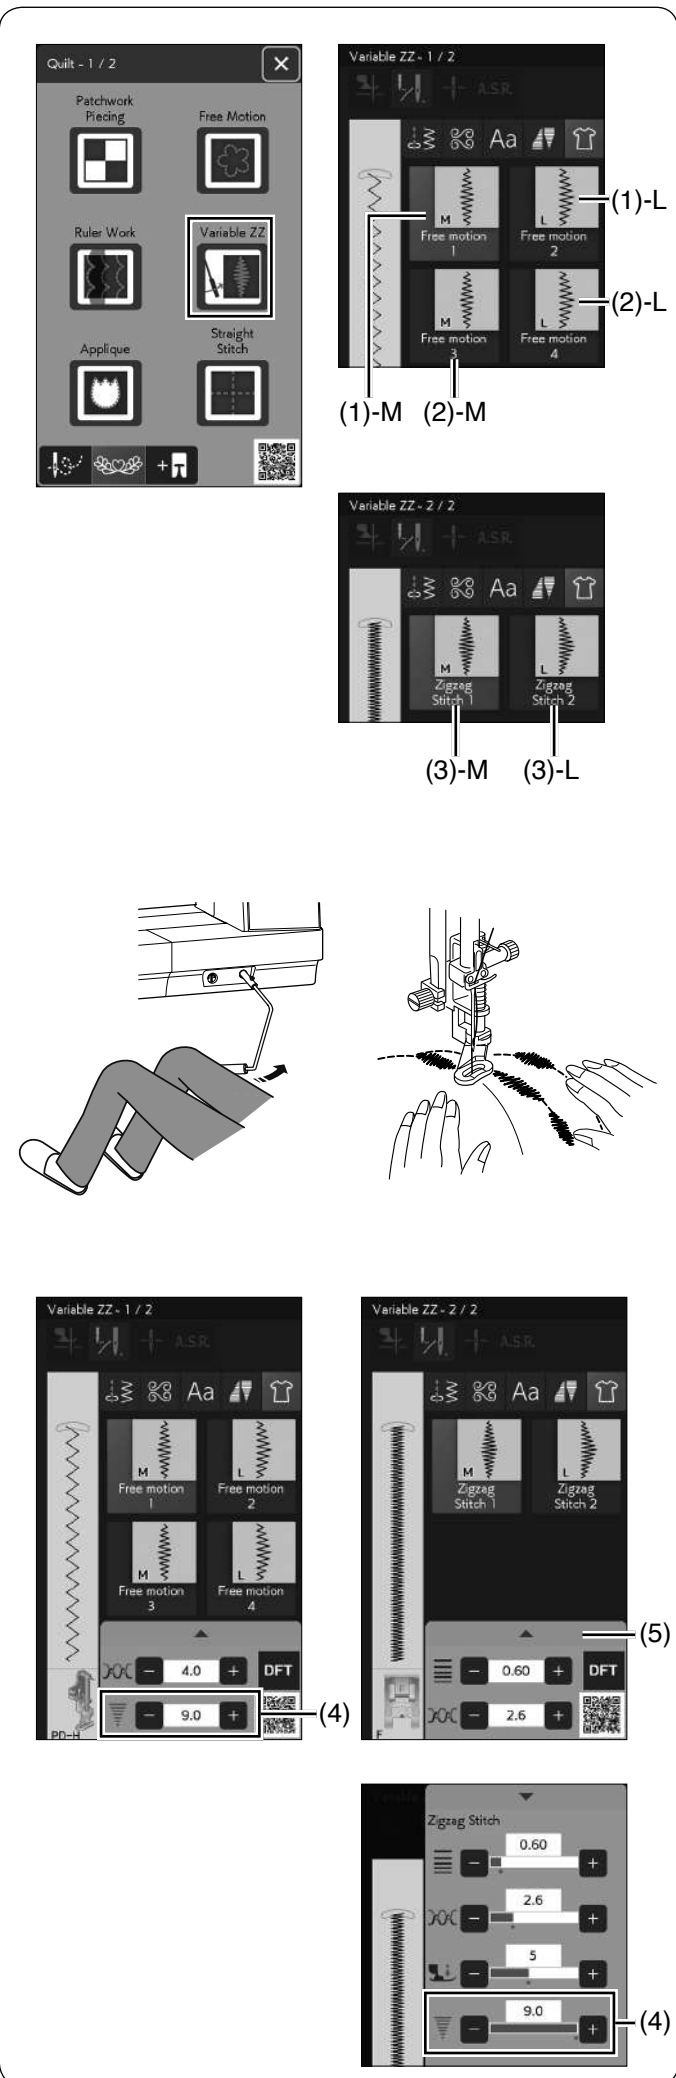 Quilt - 1 / 2
Patchwork
Piecing
Free Motion
Ruler Work
Variable ZZ
Applique
Straight
Stitch
Variable ZZ - 1 / 2
A.S.R.
Aa
M
Free motion
1
L
Free motion
2
M
Free motion
3
L
Free motion
4
(1)-L
(2)-L
(1)-M
(2)-M
Variable ZZ - 2 / 2
A.S.R.
Aa
M
Zigzag
Stitch 1
L
Zigzag
Stitch 2
(3)-M
(3)-L
Variable ZZ - 1 / 2
A.S.R.
Aa
M
Free motion
1
L
Free motion
2
M
Free motion
3
L
Free motion
4
4.0
DFT
9.0
PD-H
(4)
Variable ZZ - 2 / 2
A.S.R.
Aa
M
Zigzag
Stitch 1
L
Zigzag
Stitch 2
(5)
0.60
DFT
2.6
F
Zigzag Stitch
0.60
2.6
5
9.0
(4)